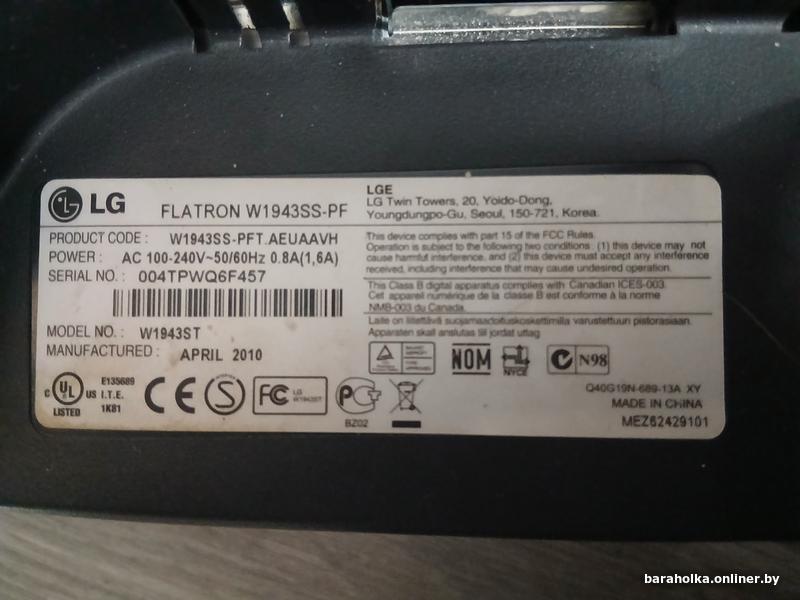 LG
FLATRON W1943SS-PF
PRODUCT CODE : W1943SS-PFT.AEUAAVH
POWER : AC 100-240V~50/60Hz 0.8A(1,6A)
SERIAL NO. : 004TPWQ6F457
MODEL NO. : W1943ST
MANUFACTURED : APRIL 2010
LGE
LG Twin Towers, 20, Yoido-Dong,
Youngdungpo-Gu, Seoul, 150-721, Korea.
This device complies with part 15 of the FCC Rules.
Operation is subject to the following two conditions: (1) this device may not
cause harmful interference, and (2) this device must accept any interference
received, including interference that may cause undesired operation.
This Class B digital apparatus complies with Canadian ICES-003.
Cet appareil numérique de la classe B est conforme à la norme
NMB-003 du Canada.
Laite on liitettävä suojamaadoituskoskettimilla varustettuun pistorasiaan.
Apparaten skall anslutas till jordat uttag
NOM
NYCE
N98
C UL US
LISTED
E135689
I.T.E.
1K81
CE
S
FC
LG
W1943ST
PC
BZ02
Q40G19N-689-13A XY
MADE IN CHINA
MEZ62429101
baraholka.onliner.by